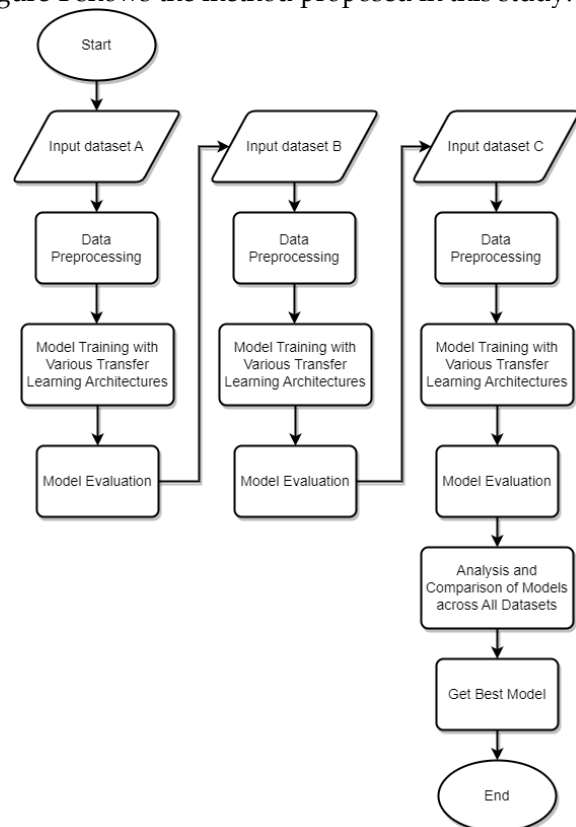 gure 1 shows the method proposed in this study.
Start
Input dataset A
Data
Preprocessing
Model Training with
Various Transfer
Learning Architectures
Model Evaluation
Input dataset B
Data
Preprocessing
Model Training with
Various Transfer
Learning Architectures
Model Evaluation
Input dataset C
Data
Preprocessing
Model Training with
Various Transfer
Learning Architectures
Model Evaluation
Analysis and
Comparison of Models
across All Datasets
Get Best Model
End